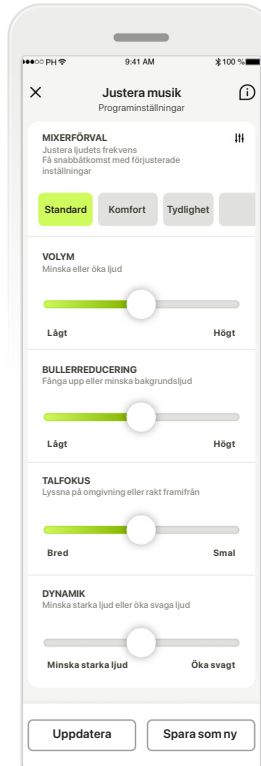 PH 9:41 AM 100 %
Justera musik
Programinställningar
MIXERFÖRVAL
Justera ljudets frekvens
Få snabbåtkomst med förjusterade
inställningar
Standard Komfort Tydlighet
VOLYM
Minska eller öka ljud
Lågt Högt
BULLERREDUCERING
Fånga upp eller minska bakgrundsljud
Lågt Högt
TALFOKUS
Lyssna på omgivning eller rakt framifrån
Bred Smal
DYNAMIK
Minska starka ljud eller öka svaga ljud
Minska starka ljud Öka svagt
Uppdatera Spara som ny